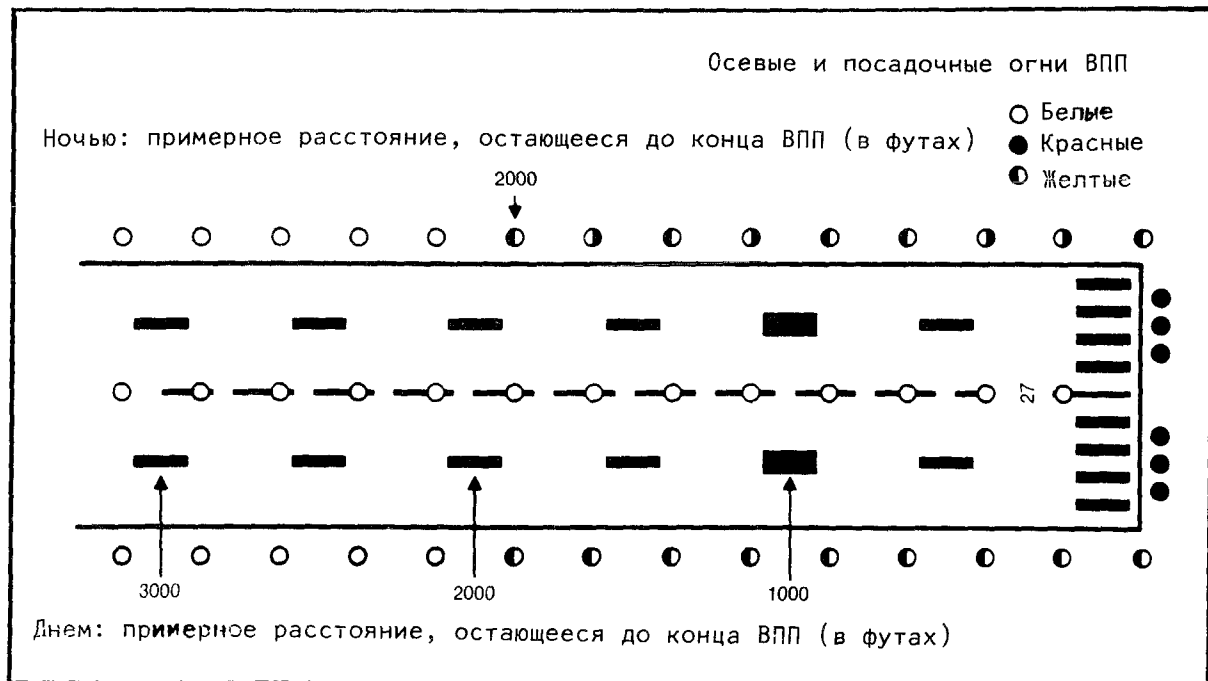 Осевые и посадочные огни ВПП
Белые
Ночью: примерное расстояние, остающееся до конца ВПП (в футах)
Красные
Желтые
2000
27
3000
2000
1000
Днем: примерное расстояние, остающееся до конца ВПП (в футах)